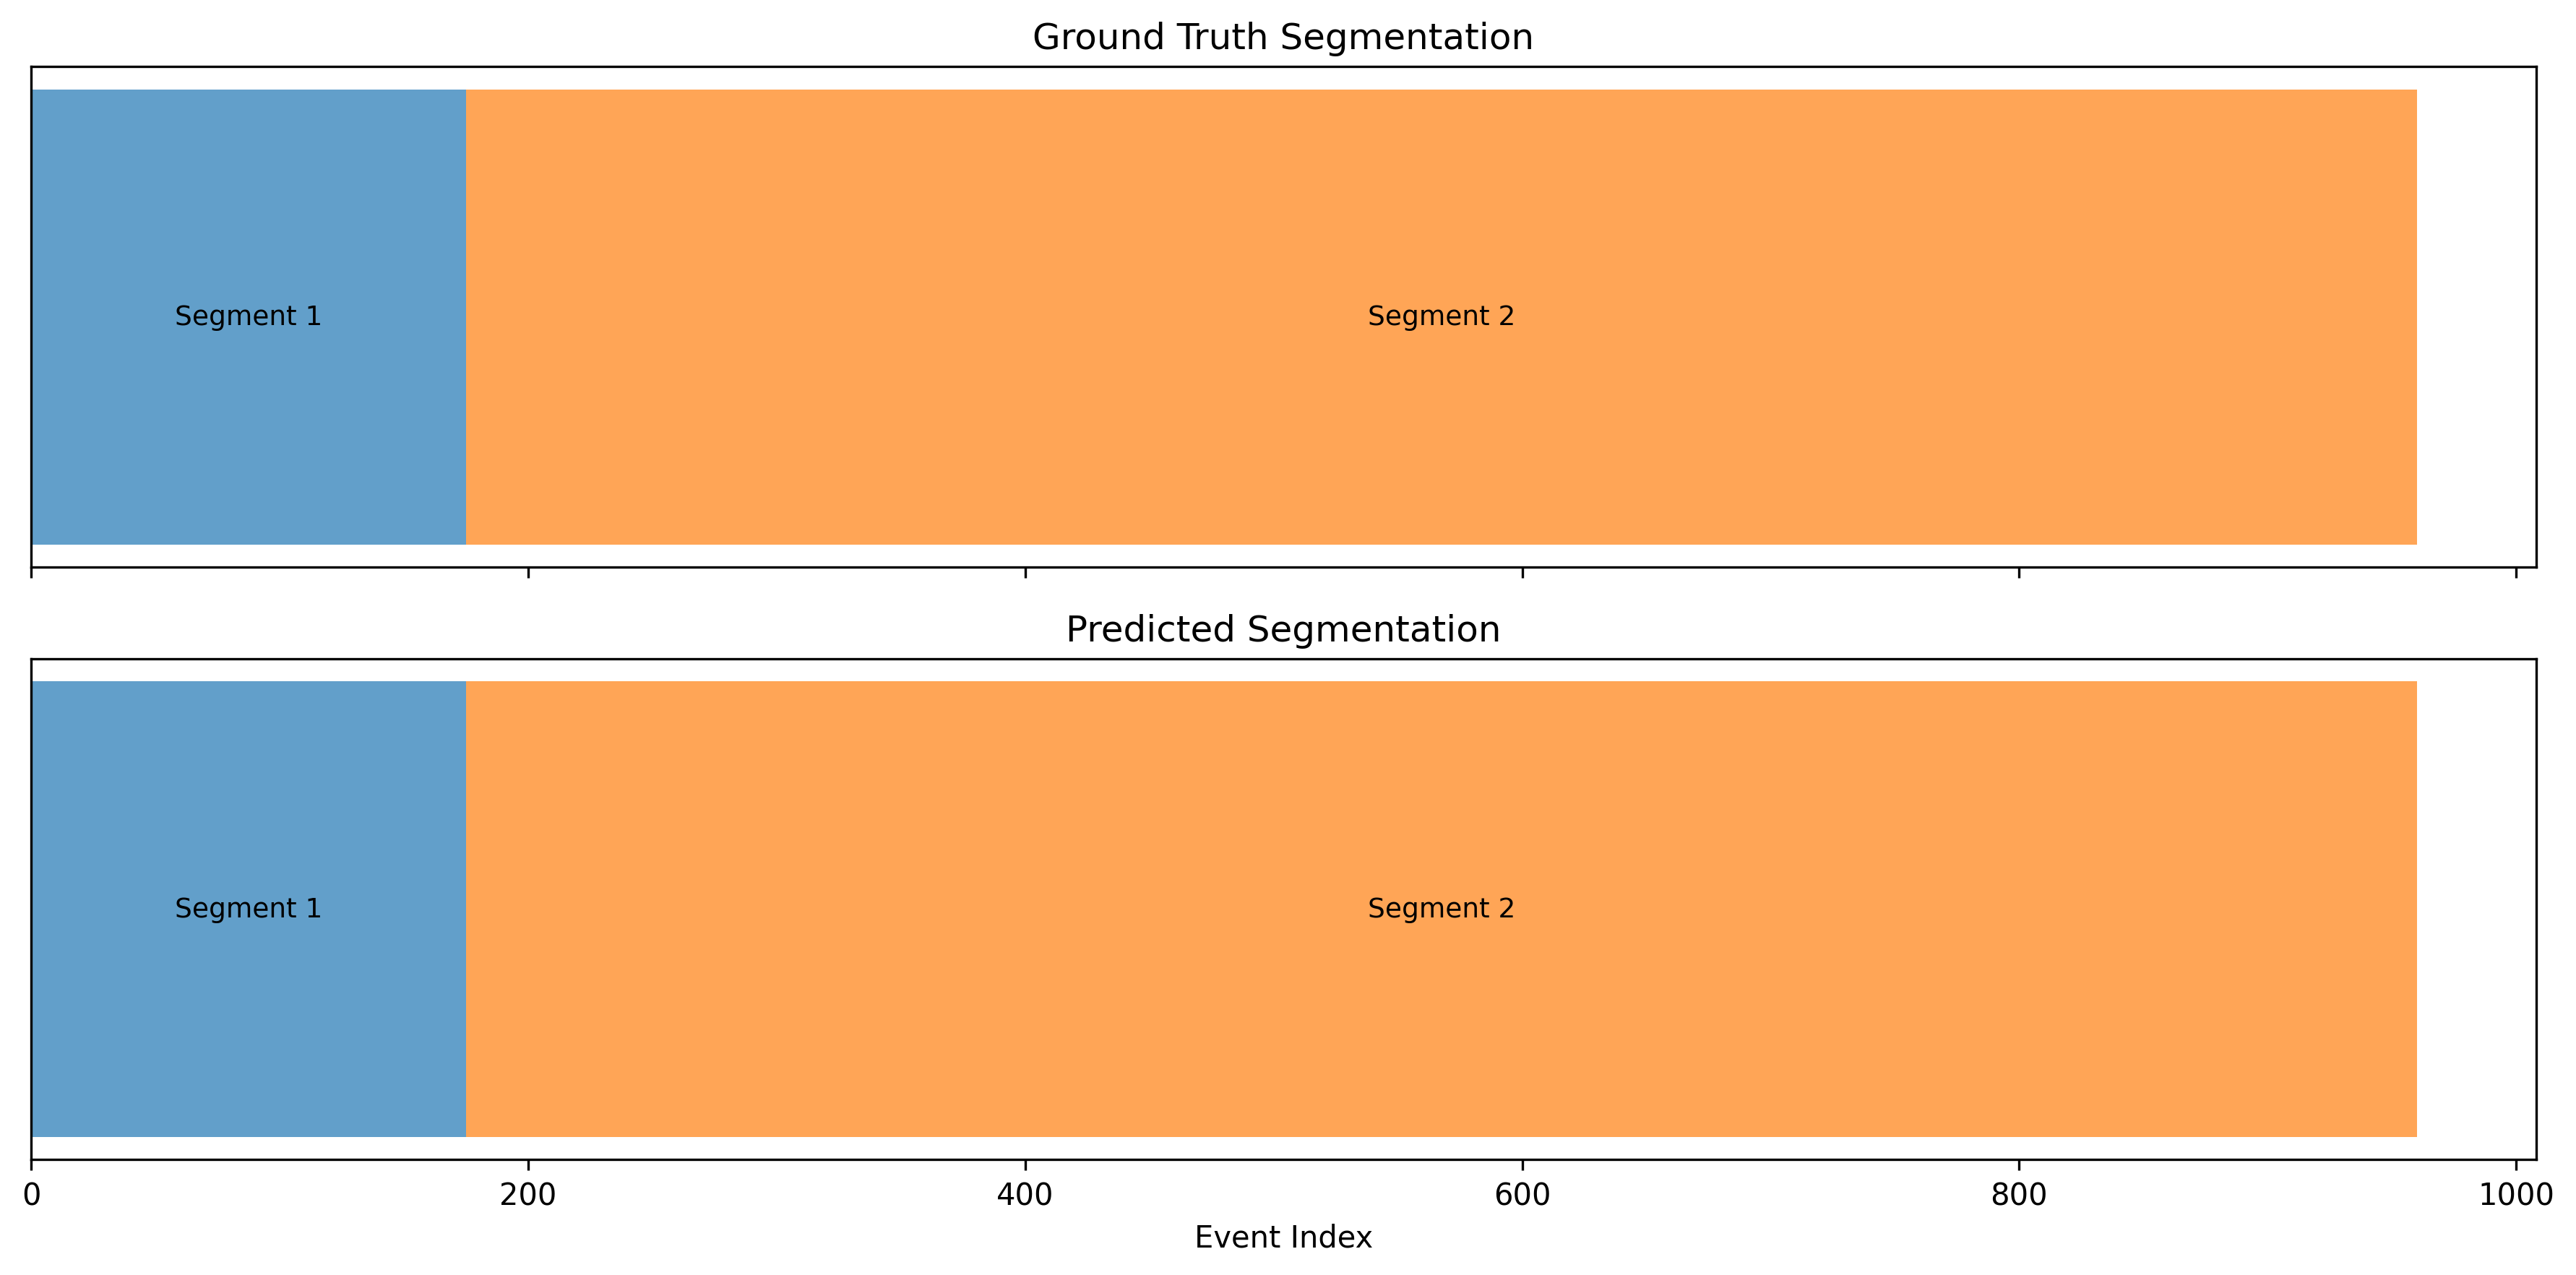 Ground Truth Segmentation
Segment 1
Segment 2
Predicted Segmentation
Segment 1
Segment 2
0
200
400
600
800
1000
Event Index